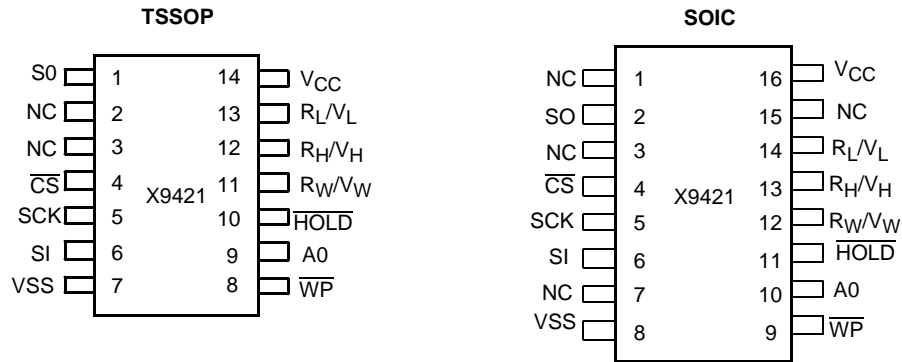 TSSOP
S0 1 14 VCC
NC 2 13 RL/VL
NC 3 12 RH/VH
CS 4 11 RW/VW
X9421
SCK 5 10 HOLD
SI 6 9 A0
VSS 7 8 WP
SOIC
NC 1 16 VCC
SO 2 15 NC
NC 3 14 RL/VL
CS 4 13 RH/VH
X9421
SCK 5 12 RW/VW
SI 6 11 HOLD
NC 7 10 A0
VSS 8 9 WP